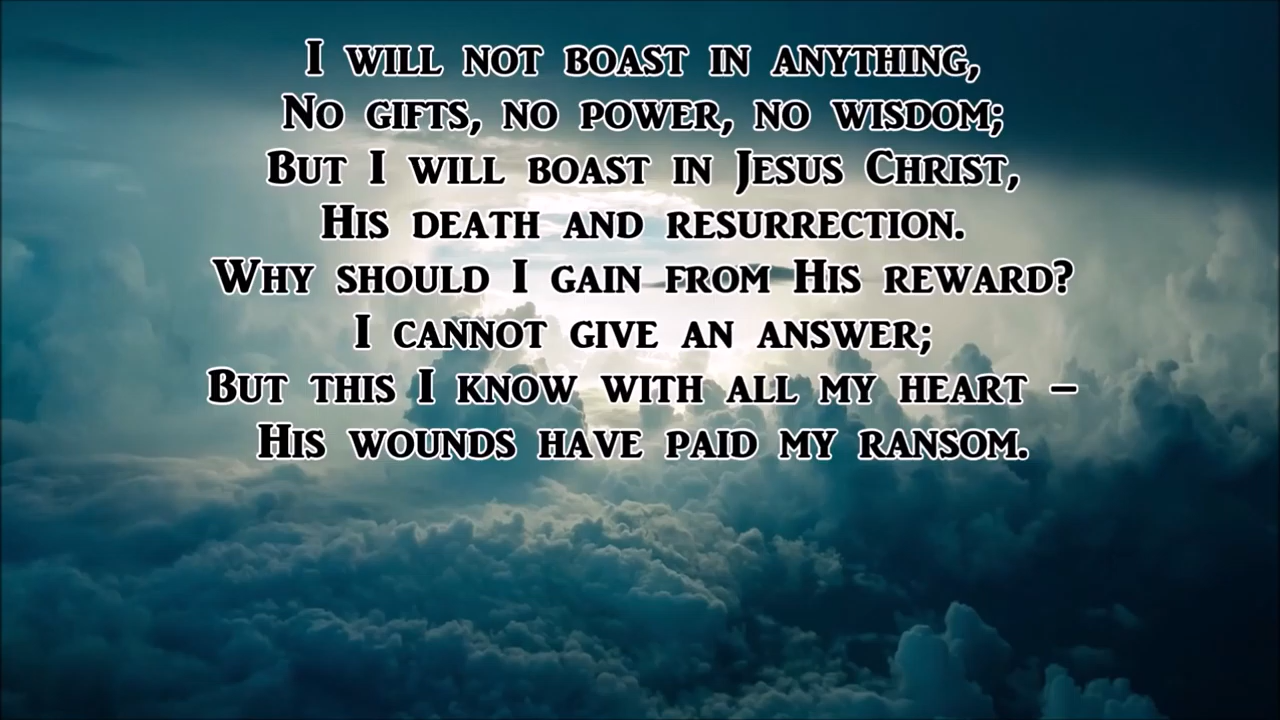 I will not boast in anything,
No gifts, no power, no wisdom;
But I will boast in Jesus Christ,
His death and resurrection.
Why should I gain from His reward?
I cannot give an answer;
But this I know with all my heart –
His wounds have paid my ransom.